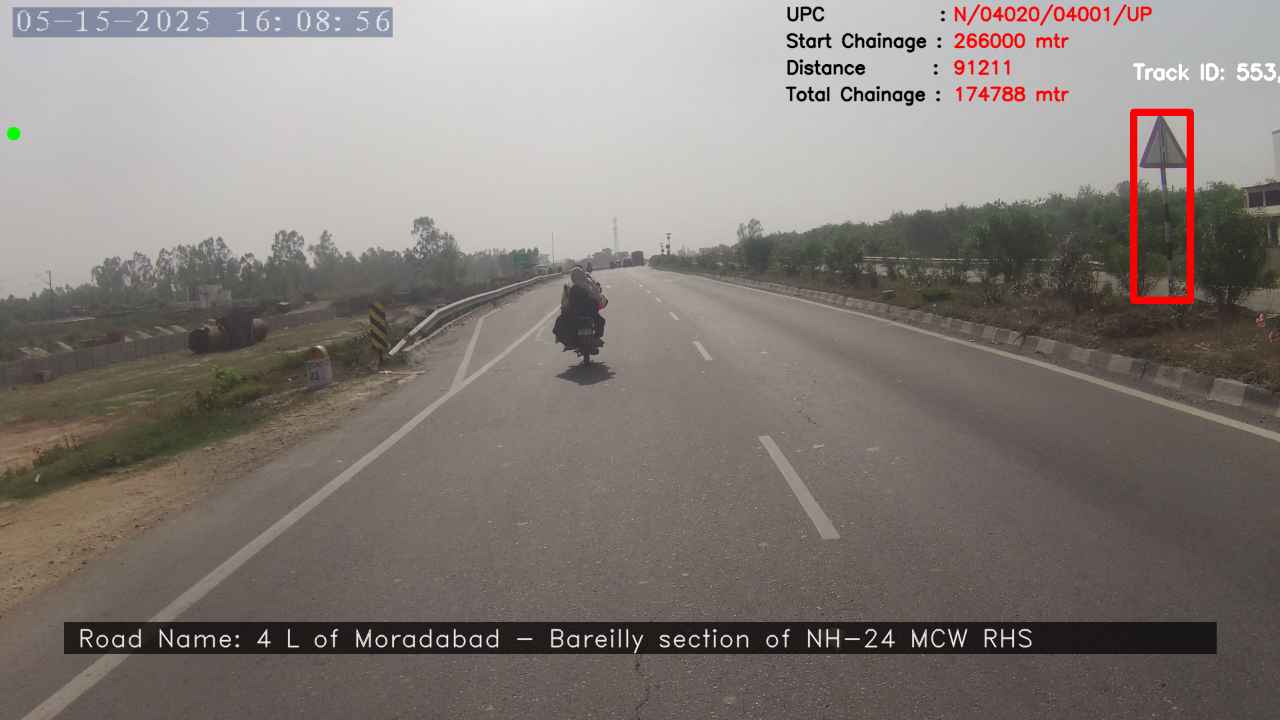 05-15-2025 16:08:56
UPC : N/04020/04001/UP
Start Chainage : 266000 mtr
Distance : 91211
Total Chainage : 174788 mtr
Track ID: 553,
Road Name: 4 L of Moradabad - Bareilly section of NH-24 MCW RHS